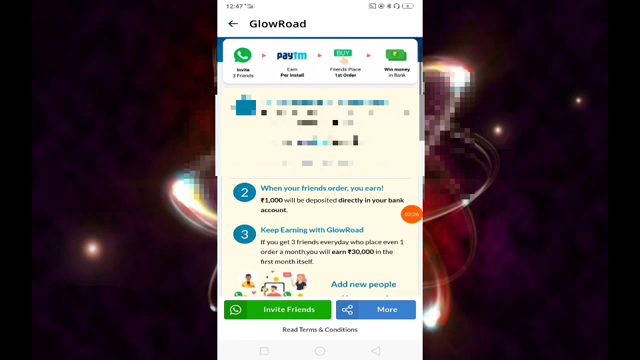 12:47
GlowRoad
Invite
3 Friends
paytm
Earn
Per Install
BUY
Friends Place
1st Order
Win money
in Bank
2
When your friends order, you earn!
₹1,000 will be deposited directly in your bank
account.
03:26
3
Keep Earning with GlowRoad
If you get 3 friends everyday who place even 1
order a month.you will earn ₹30,000 in the
first month itself.
Add new people
Invite Friends
More
Read Terms & Conditions